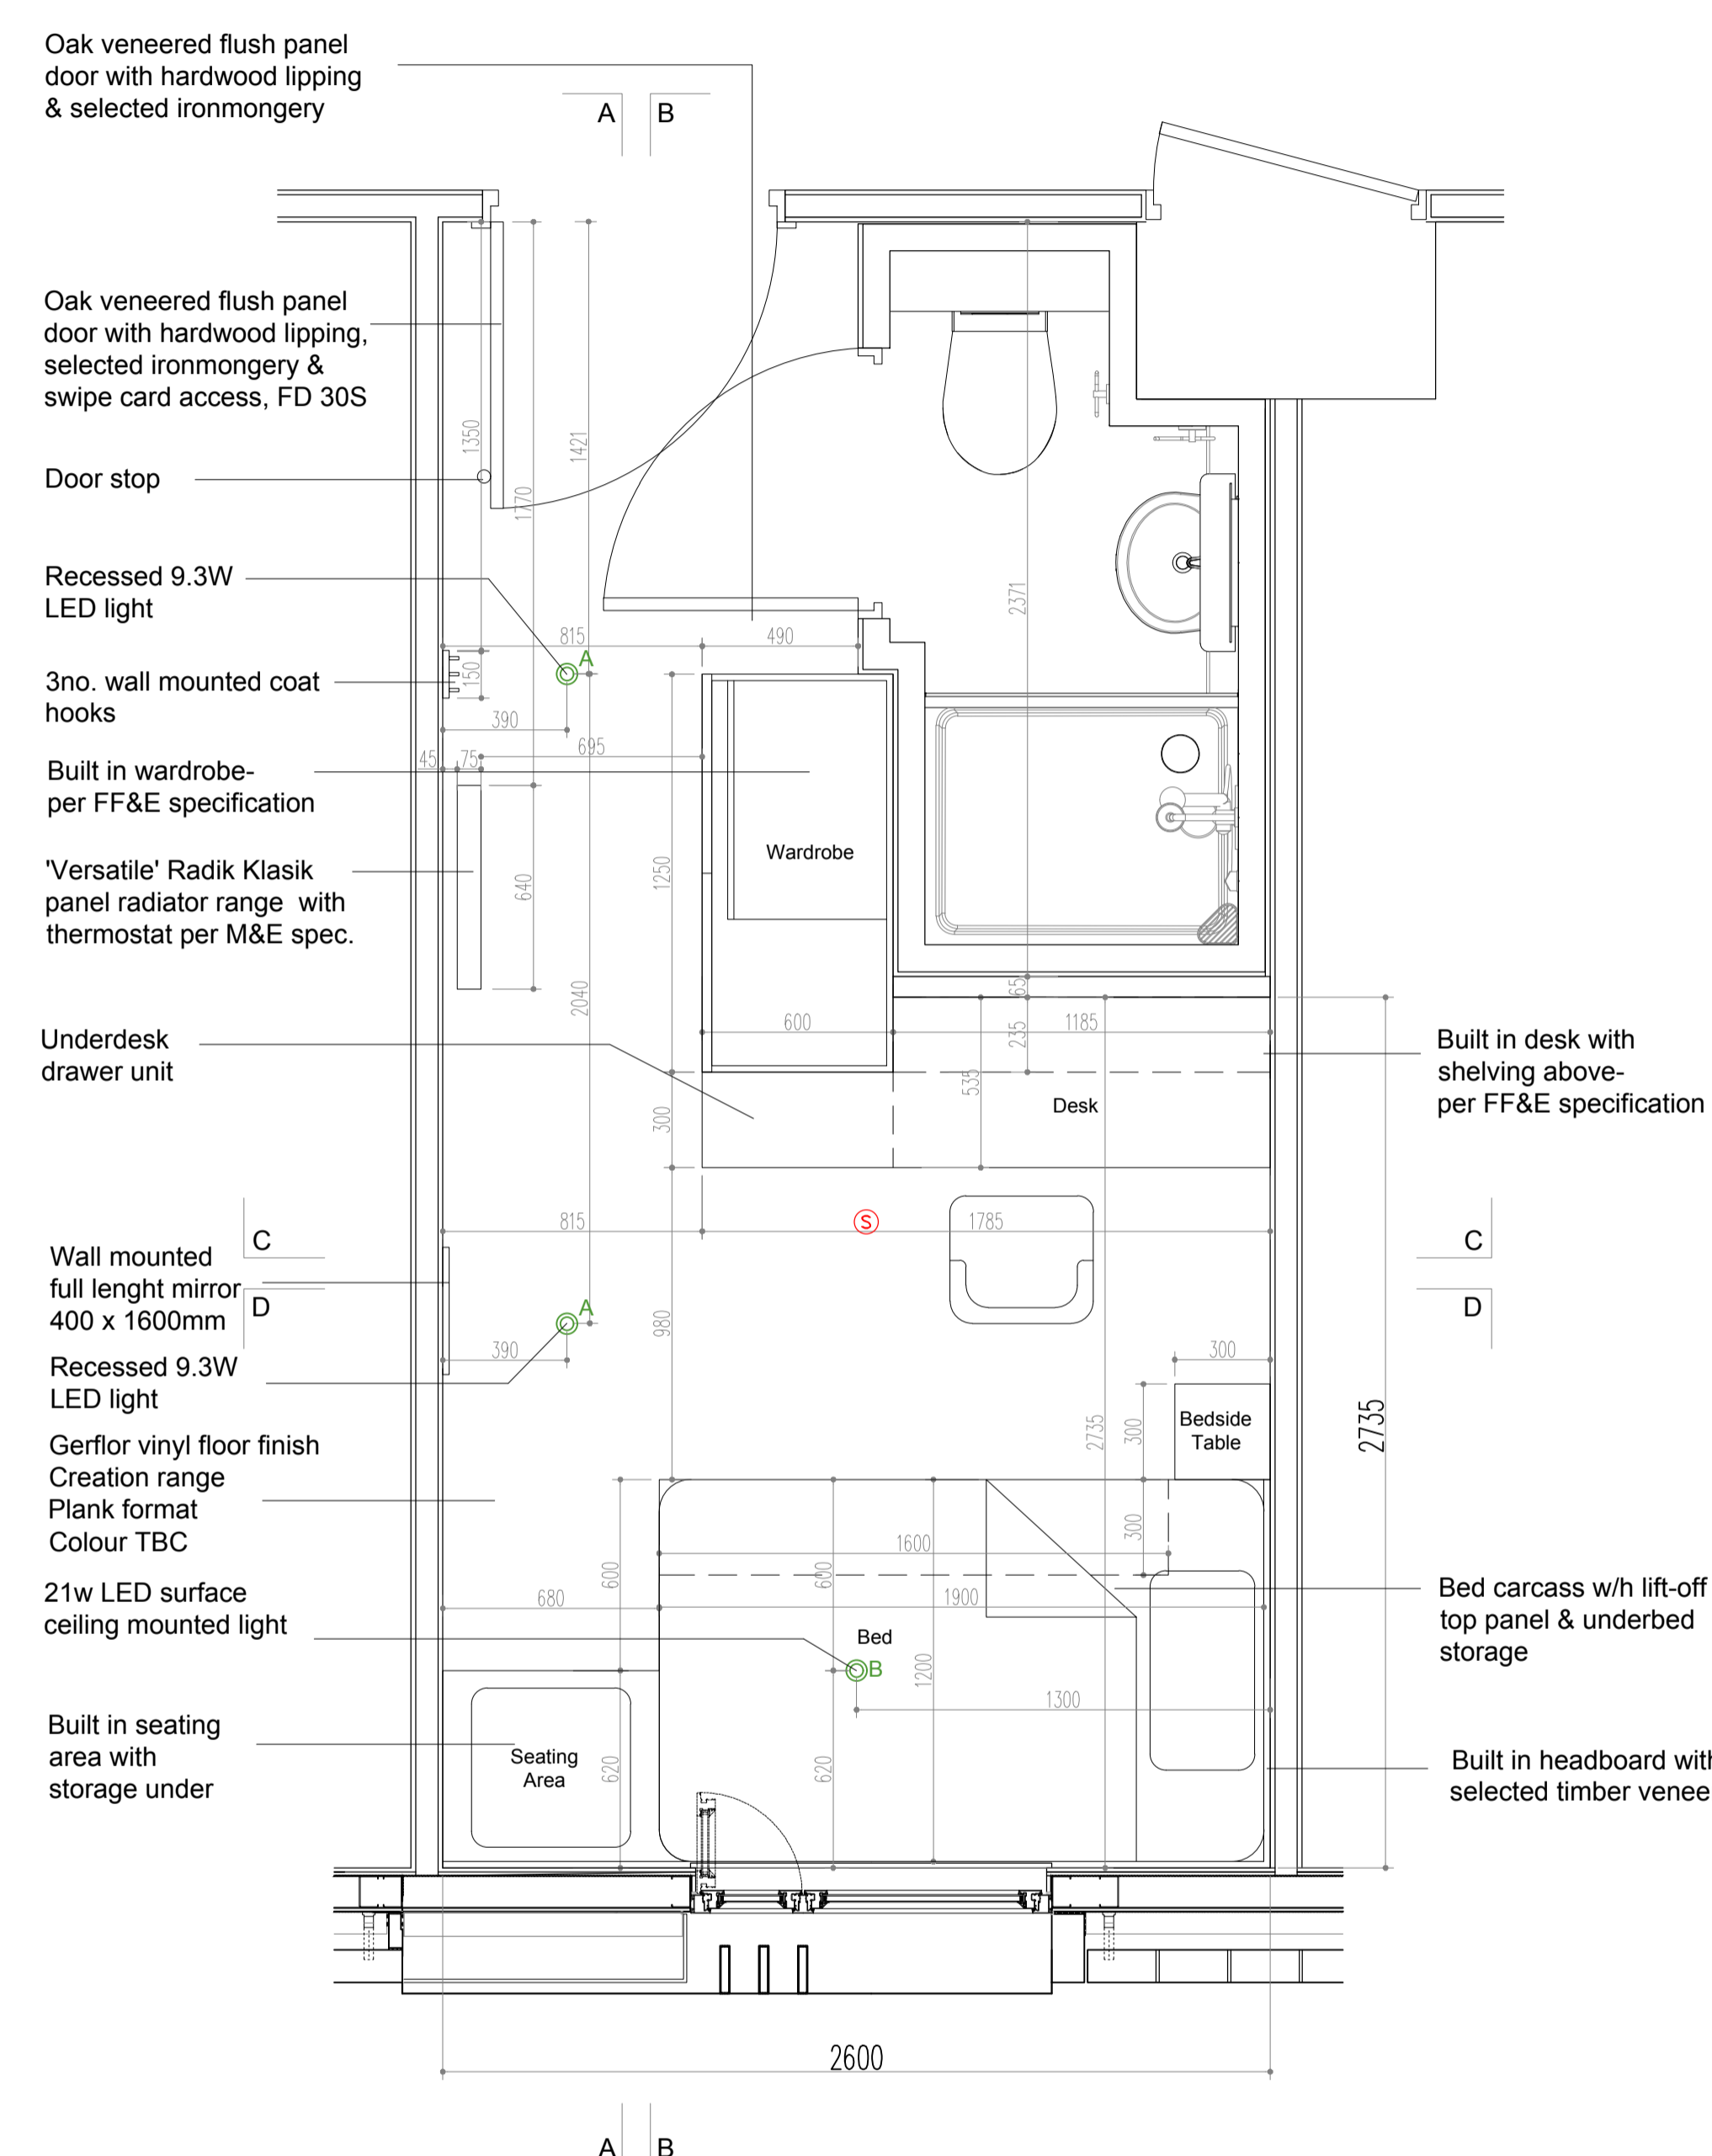 Oak veneered flush panel
door with hardwood lipping
& selected ironmongery
A B
Oak veneered flush panel
door with hardwood lipping,
selected ironmongery &
swipe card access, FD 30S
1350
1421
1770
Door stop
Recessed 9.3W
LED light
2371
815
490
A
3no. wall mounted coat
hooks
150
390
695
45
75
Built in wardrobe-
per FF&E specification
Wardrobe
'Versatile' Radik Klasik
panel radiator range with
thermostat per M&E spec.
640
1250
2040
65
600
1185
235
535
Underdesk
drawer unit
300
Desk
Built in desk with
shelving above-
per FF&E specification
815
S
1785
C
C
Wall mounted
full lenght mirror
400 x 1600mm
D
D
A
390
980
300
Recessed 9.3W
LED light
Bedside
Table
300
2735
2735
Gerflor vinyl floor finish
Creation range
Plank format
Colour TBC
300
1600
600
600
680
1900
21w LED surface
ceiling mounted light
Bed
B
1200
1300
Bed carcass w/h lift-off
top panel & underbed
storage
Built in seating
area with
storage under
Seating
Area
620
620
Built in headboard with
selected timber venee
2600
A B